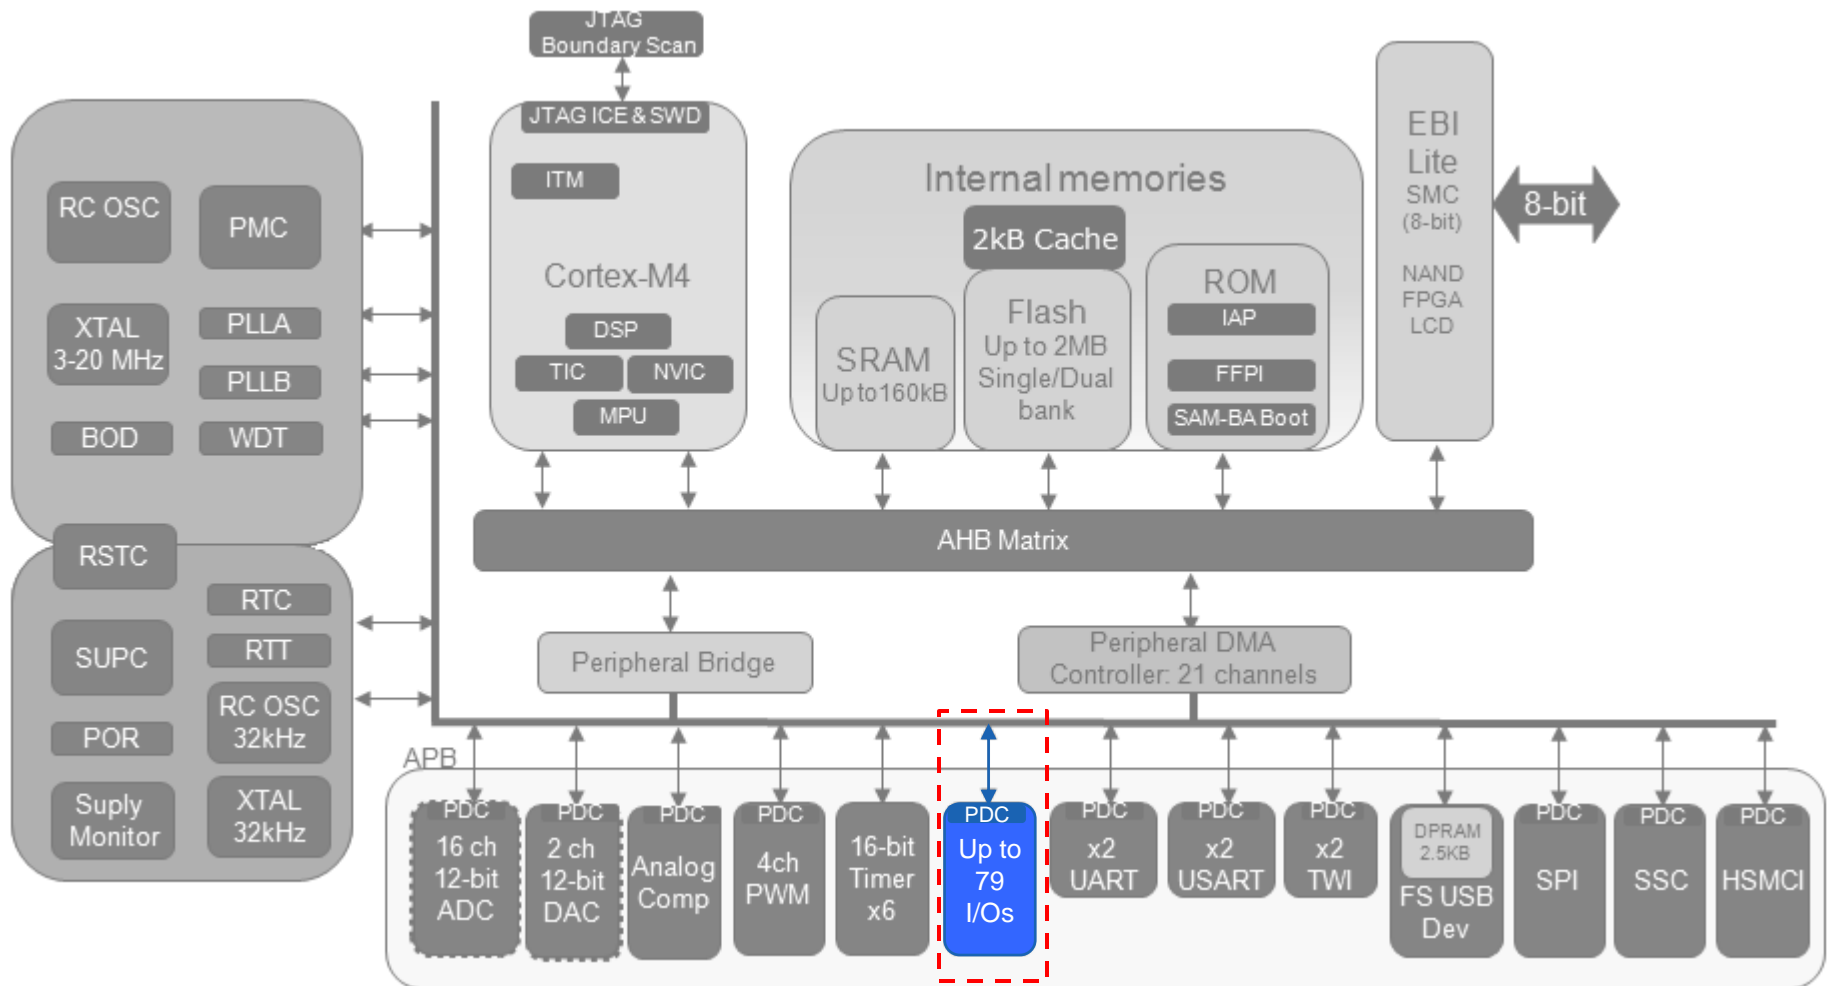 JTAG
Boundary Scan
JTAG ICE & SWD
ITM
Cortex-M4
DSP
TIC
NVIC
MPU
RC OSC
PMC
XTAL
3-20 MHz
PLLA
PLLB
BOD
WDT
RSTC
RTC
SUPC
RTT
RC OSC
32kHz
POR
Suply
Monitor
XTAL
32kHz
Internal memories
2kB Cache
SRAM
Up to160kB
Flash
Up to 2MB
Single/Dual
bank
ROM
IAP
FFPI
SAM-BA Boot
EBI
Lite
SMC
(8-bit)
NAND
FPGA
LCD
8-bit
AHB Matrix
Peripheral Bridge
Peripheral DMA
Controller: 21 channels
APB
PDC
16 ch
12-bit
ADC
PDC
2 ch
12-bit
DAC
PDC
Analog
Comp
PDC
4ch
PWM
PDC
16-bit
Timer
x6
PDC
Up to
79
I/Os
PDC
x2
UART
PDC
x2
USART
PDC
x2
TWI
DPRAM
2.5KB
FS USB
Dev
PDC
SPI
PDC
SSC
PDC
HSMCI